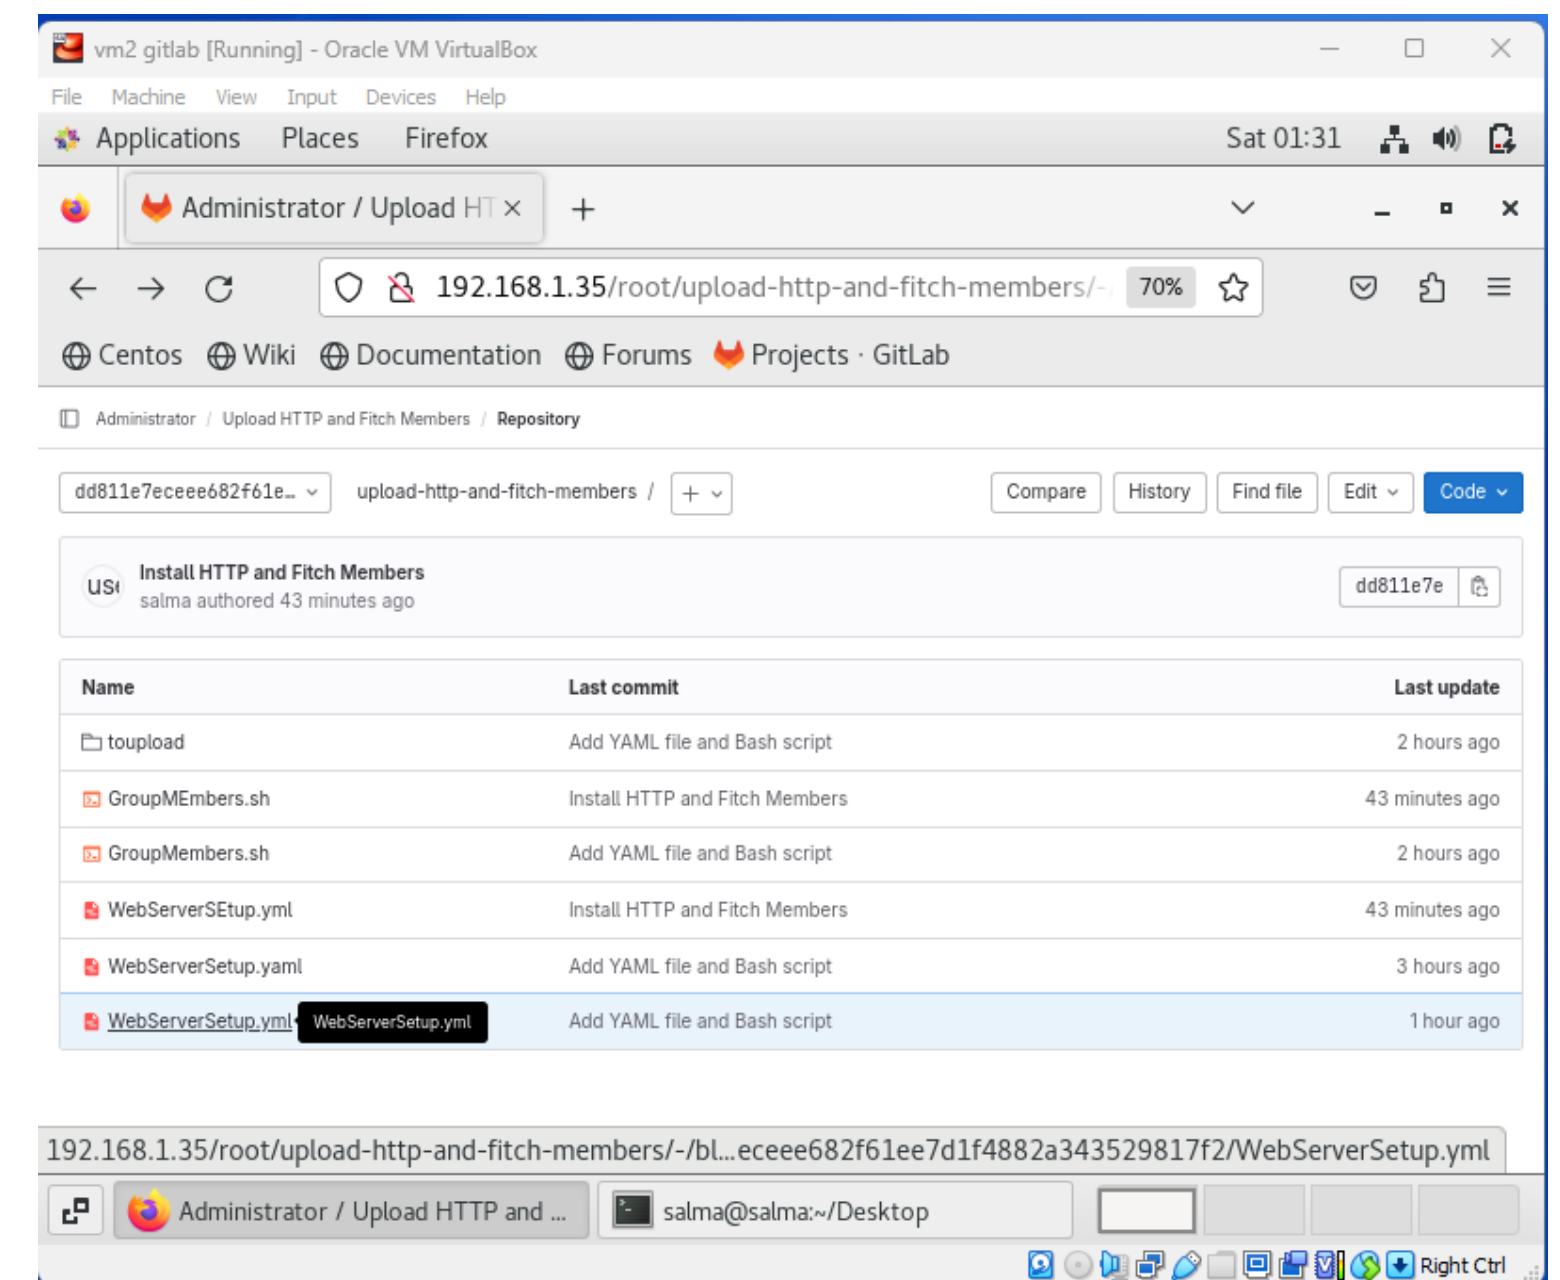 vm2 gitlab [Running] - Oracle VM VirtualBox
File Machine View Input Devices Help
Applications Places Firefox Sat 01:31
Administrator / Upload HT
192.168.1.35/root/upload-http-and-fitch-members/-/ 70%
Centos Wiki Documentation Forums Projects · GitLab
Administrator / Upload HTTP and Fitch Members / Repository
dd811e7eceee682f61e… upload-http-and-fitch-members / + Compare History Find file Edit Code
Install HTTP and Fitch Members
use salma authored 43 minutes ago dd811e7e
Name Last commit Last update
toupload Add YAML file and Bash script 2 hours ago
GroupMEmbers.sh Install HTTP and Fitch Members 43 minutes ago
GroupMembers.sh Add YAML file and Bash script 2 hours ago
WebServerSEtup.yml Install HTTP and Fitch Members 43 minutes ago
WebServerSetup.yaml Add YAML file and Bash script 3 hours ago
WebServerSetup.yml WebServerSetup.yml Add YAML file and Bash script 1 hour ago
192.168.1.35/root/upload-http-and-fitch-members/-/bl…eceee682f61ee7d1f4882a343529817f2/WebServerSetup.yml
Administrator / Upload HTTP and ... salma@salma:~/Desktop
Right Ctrl